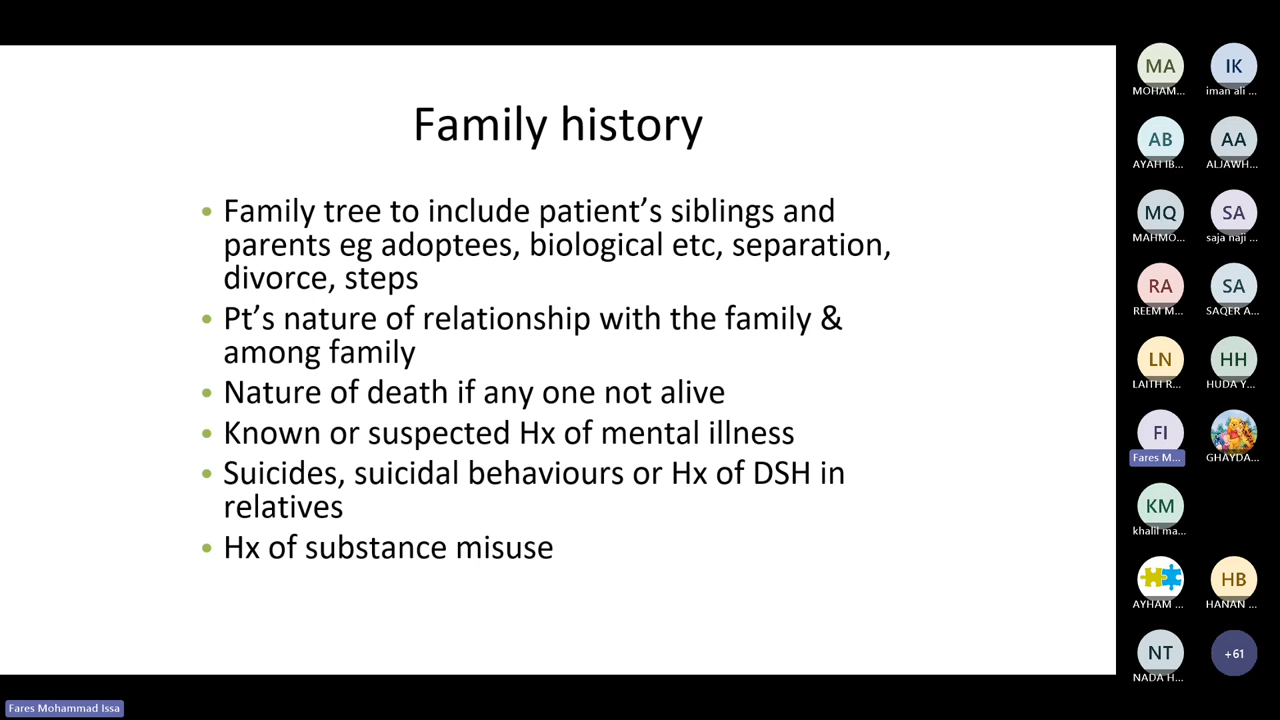 Family history
• Family tree to include patient’s siblings and
parents eg adoptees, biological etc, separation,
divorce, steps
• Pt’s nature of relationship with the family &
among family
• Nature of death if any one not alive
• Known or suspected Hx of mental illness
• Suicides, suicidal behaviours or Hx of DSH in
relatives
• Hx of substance misuse
MA IK
MOHAM... iman ali ...
AB AA
AYAH IB... ALJAWH...
MQ SA
MAHMO... saja naji ...
RA SA
REEM M... SAQER A...
LN HH
LAITH R... HUDA Y...
FI
Fares M... GHAYDA...
KM
khalil ma...
HB
AYHAM ... HANAN ...
NT +61
NADA H...
Fares Mohammad Issa